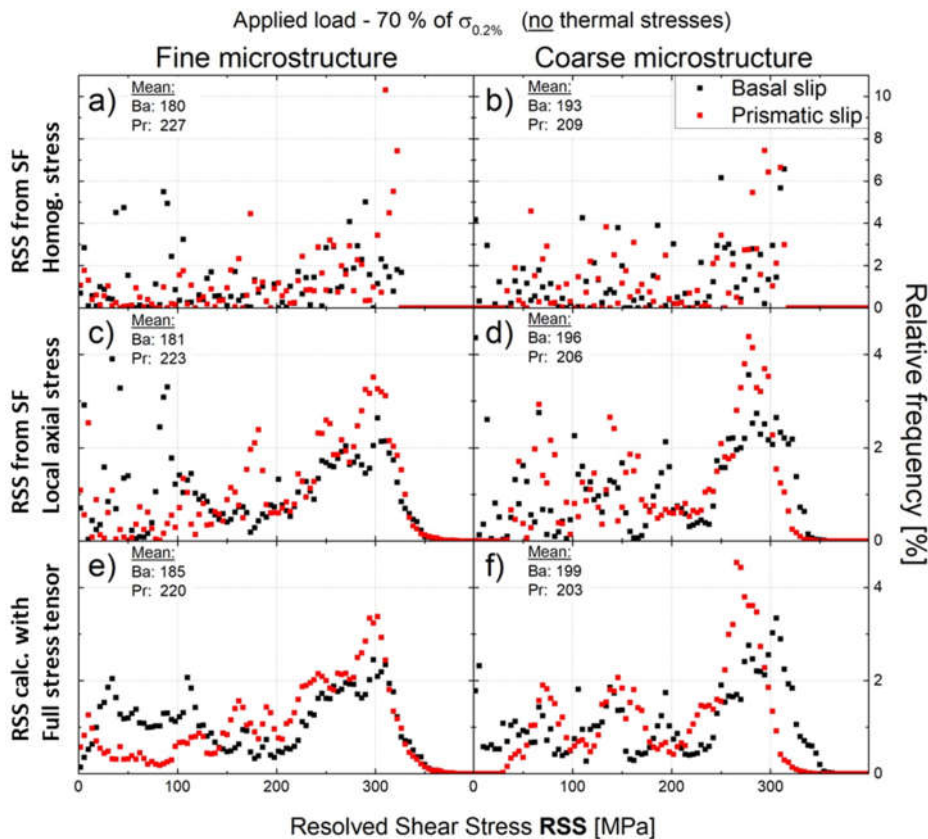 Applied load - 70 % of σ0.2% (no thermal stresses)
Fine microstructure
Coarse microstructure
RSS from SF
Homog. stress
a)
Mean:
Ba: 180
Pr: 227
b)
Mean:
Ba: 193
Pr: 209
Basal slip
Prismatic slip
10
8
6
4
2
0
RSS from SF
Local axial stress
c)
Mean:
Ba: 181
Pr: 223
d)
Mean:
Ba: 196
Pr: 206
4
2
0
RSS calc. with
Full stress tensor
e)
Mean:
Ba: 185
Pr: 220
f)
Mean:
Ba: 199
Pr: 203
4
2
0
Relative frequency [%]
0 100 200 300 0 100 200 300
Resolved Shear Stress RSS [MPa]